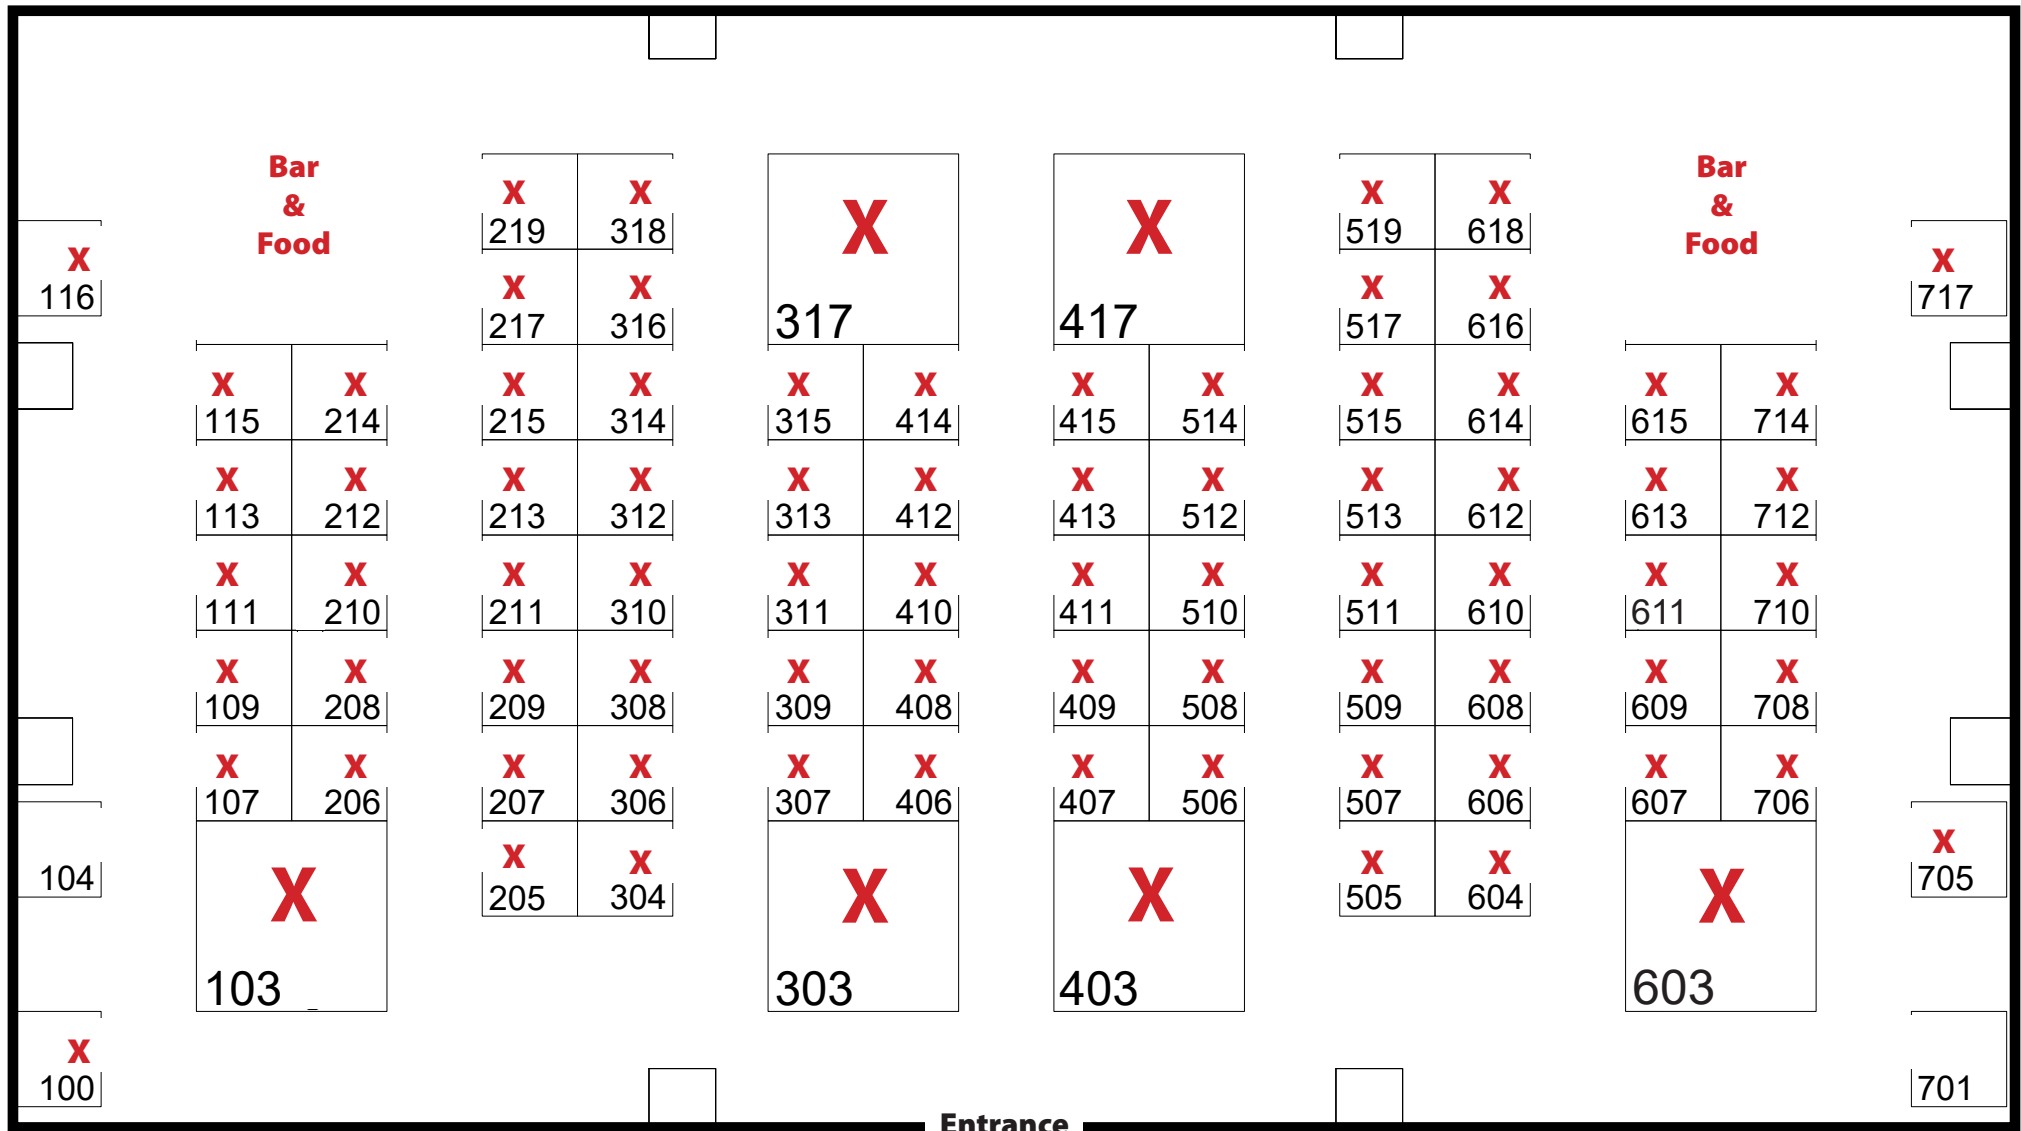 Bar
&
Food
Bar
&
Food
X X X X X X
219 318 519 618
X X
116 717
X X X X
217 316 317 417 517 616
X X X X X X X X X X X X
115 214 215 314 315 414 415 514 515 614 615 714
X X X X X X X X X X X X
113 212 213 312 313 412 413 512 513 612 613 712
X X X X X X X X X X X X
111 210 211 310 311 410 411 510 511 610 611 710
X X X X X X X X X X X X
109 208 209 308 309 408 409 508 509 608 609 708
X X X X X X X X X X X X
107 206 207 306 307 406 407 506 507 606 607 706
X X X X X
104 705
X X X X
205 304 505 604
103 303 403 603
X
100 701
Entrance